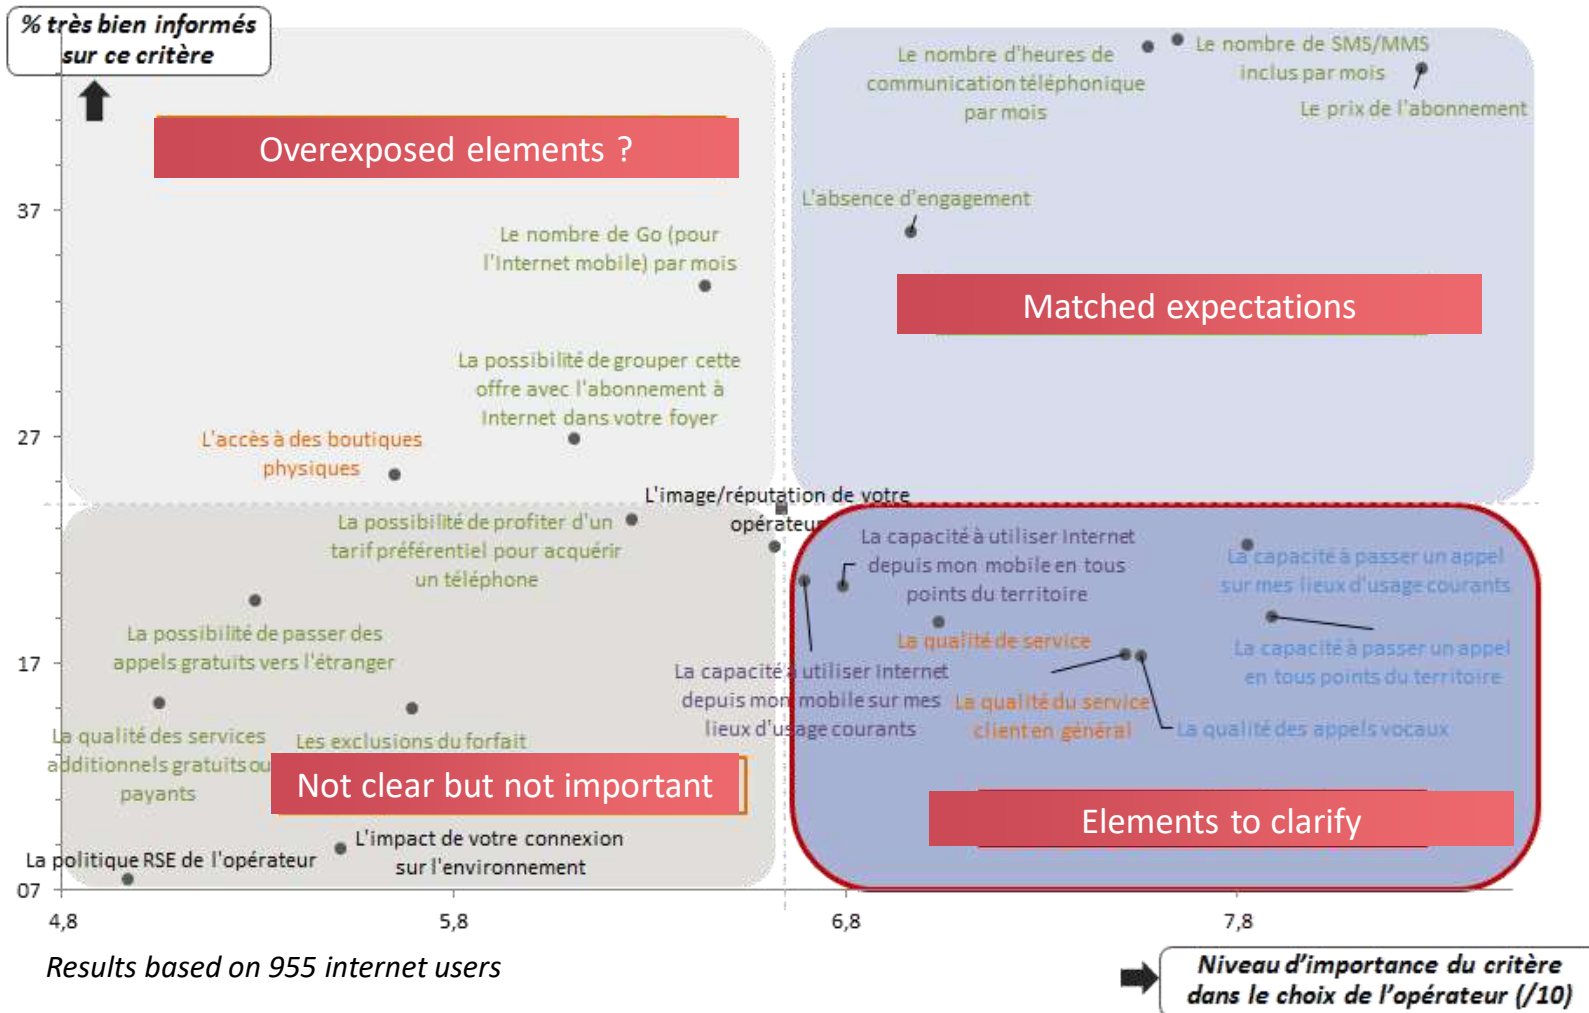 % très bien informés
sur ce critère
Le nombre d'heures de
communication téléphonique
par mois
Le nombre de SMS/MMS
inclus par mois
Le prix de l'abonnement
Overexposed elements ?
37
L'absence d'engagement
Le nombre de Go (pour
l'Internet mobile) par mois
Matched expectations
La possibilité de grouper cette
offre avec l'abonnement à
Internet dans votre foyer
27
L'accès à des boutiques
physiques
L'image/réputation de votre
opérateur
La possibilité de profiter d'un
tarif préférentiel pour acquérir
un téléphone
La capacité à utiliser Internet
depuis mon mobile en tous
points du territoire
La capacité à passer un appel
sur mes lieux d'usage courants
La possibilité de passer des
appels gratuits vers l'étranger
La qualité de service
La capacité à passer un appel
en tous points du territoire
17
La capacité à utiliser Internet
depuis mon mobile sur mes
lieux d'usage courants
La qualité du service
client en général
La qualité des appels vocaux
La qualité des services
additionnels gratuits ou
payants
Les exclusions du forfait
Not clear but not important
Elements to clarify
L'impact de votre connexion
sur l'environnement
La politique RSE de l'opérateur
07
4,8
5,8
6,8
7,8
Results based on 955 internet users
Niveau d'importance du critère
dans le choix de l'opérateur (/10)